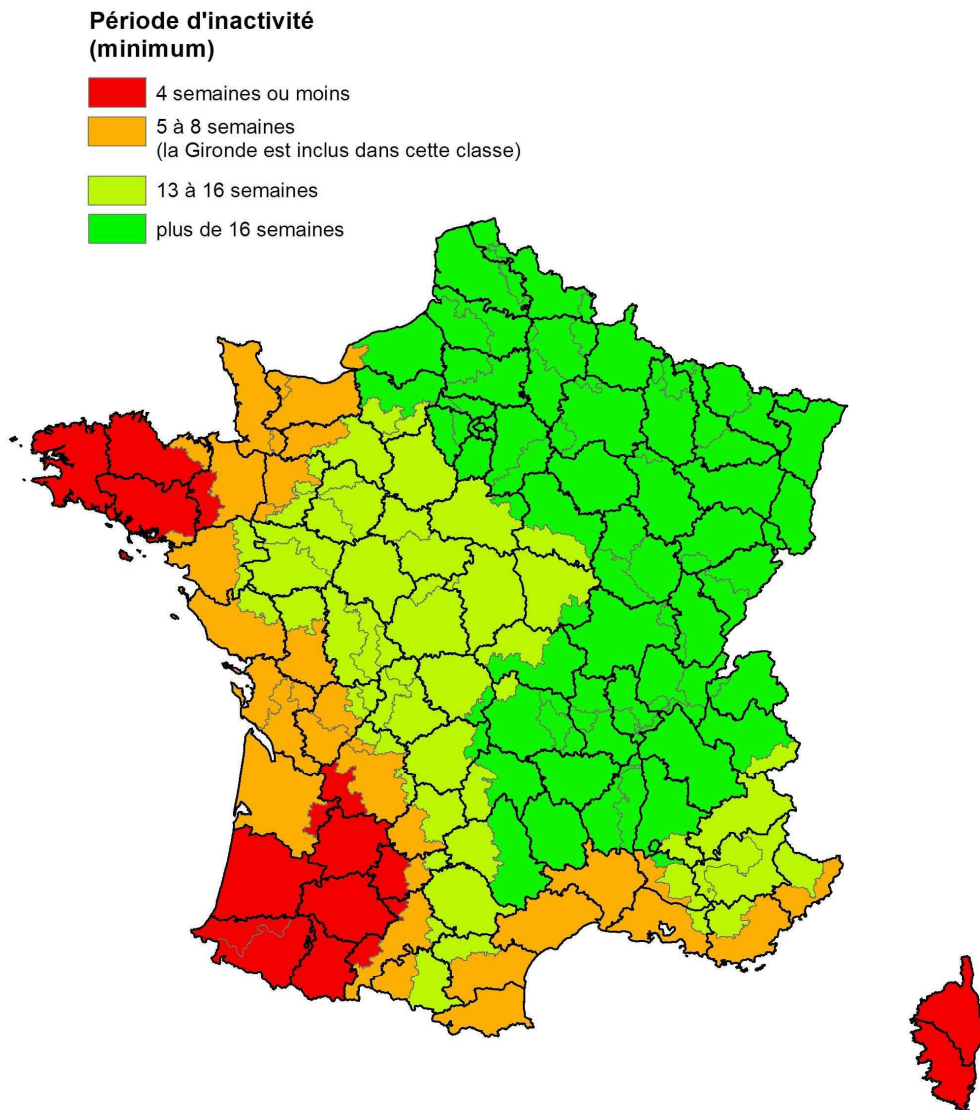 Période d'inactivité
(minimum)
4 semaines ou moins
5 à 8 semaines
(la Gironde est inclus dans cette classe)
13 à 16 semaines
plus de 16 semaines